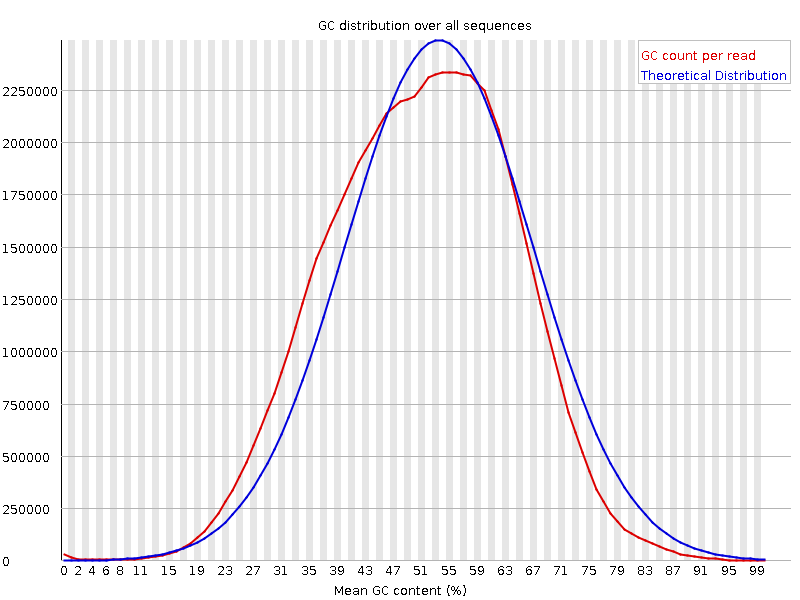 GC distribution over all sequences
GC count per read
Theoretical Distribution
2250000
2000000
1750000
1500000
1250000
1000000
750000
500000
250000
0
0 2 4 6 8 11 15 19 23 27 31 35 39 43 47 51 55 59 63 67 71 75 79 83 87 91 95 99
Mean GC content (%)